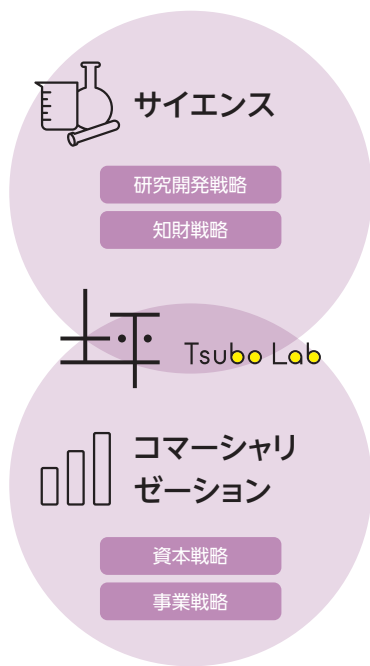 サイエンス
研究開発戦略
知財戦略
坪 Tsubo Lab
コマーシャリ
ゼーション
資本戦略
事業戦略